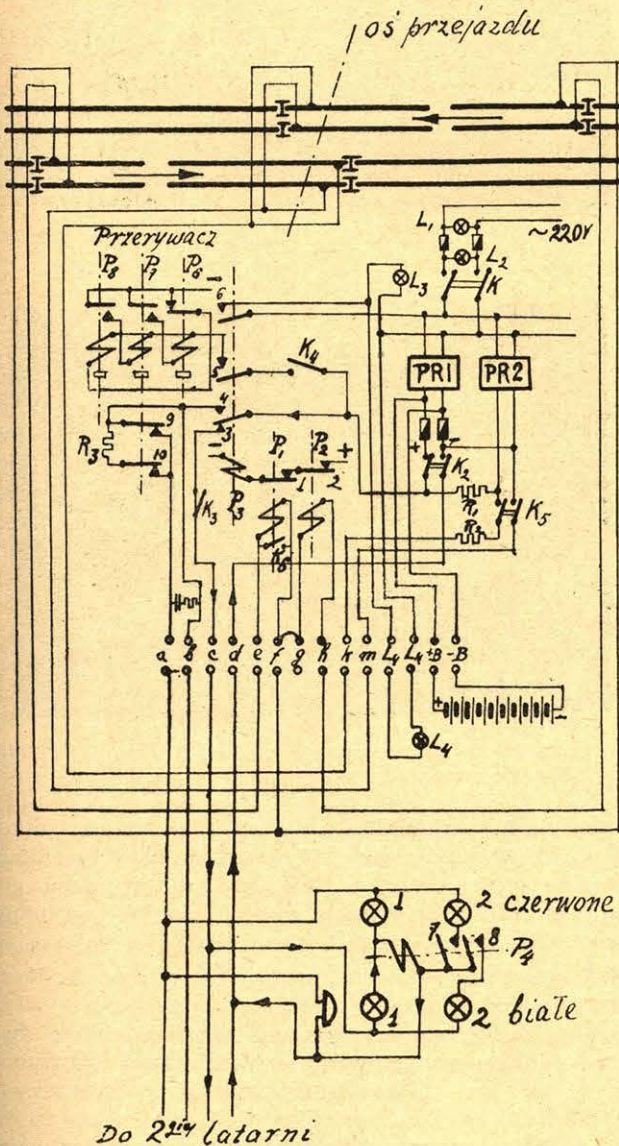 oś przejazdu
Przerywacz
P8 P7 P6
6
L1
L2
~220V
K
L3
K4
PR1 PR2
4
3
9
10
R3
K3
P3
P1 P2 +
1 2
K6
+ -
K2
R1
R2
K5
a b c d e f g h k m L4 L4 +B -B
+ -
L4
1 2 czerwone
7 8
P4
1 2 białe
Do 2giej latarni